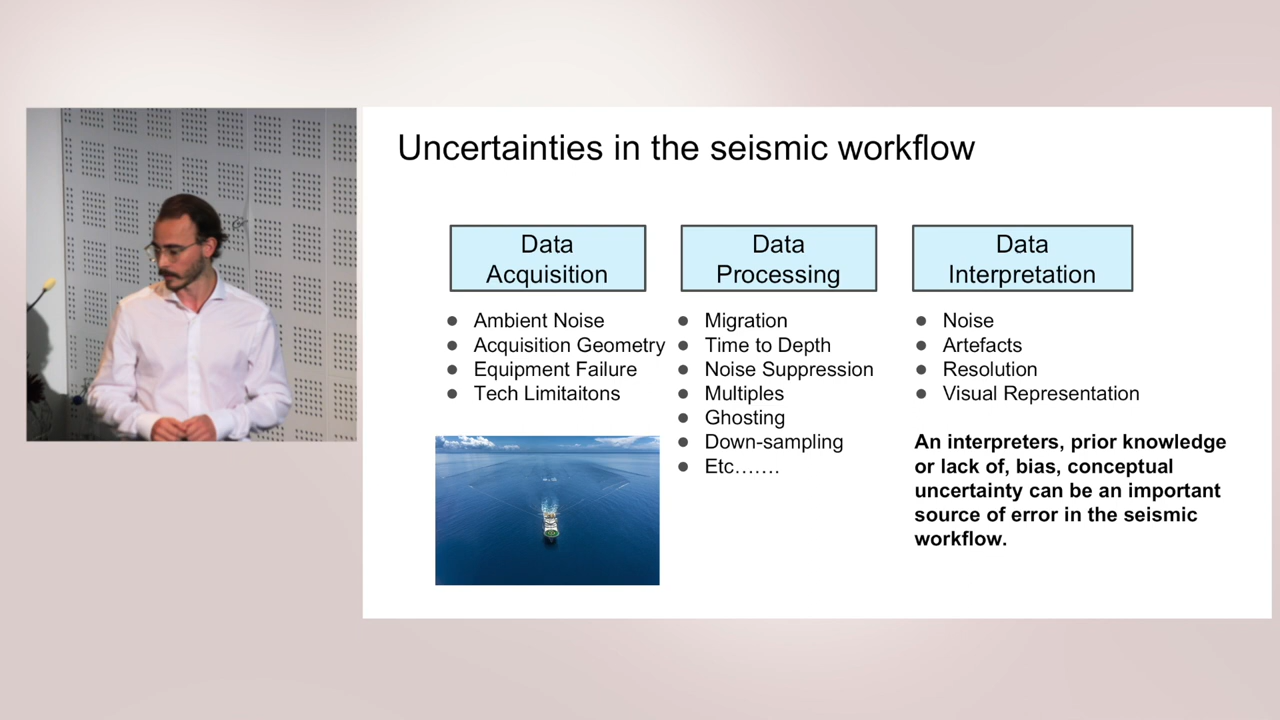 Uncertainties in the seismic workflow
Data
Acquisition
Ambient Noise
Acquisition Geometry
Equipment Failure
Tech Limitaitons
Data
Processing
Migration
Time to Depth
Noise Suppression
Multiples
Ghosting
Down-sampling
Etc.......
Data
Interpretation
Noise
Artefacts
Resolution
Visual Representation
An interpreters, prior knowledge
or lack of, bias, conceptual
uncertainty can be an important
source of error in the seismic
workflow.